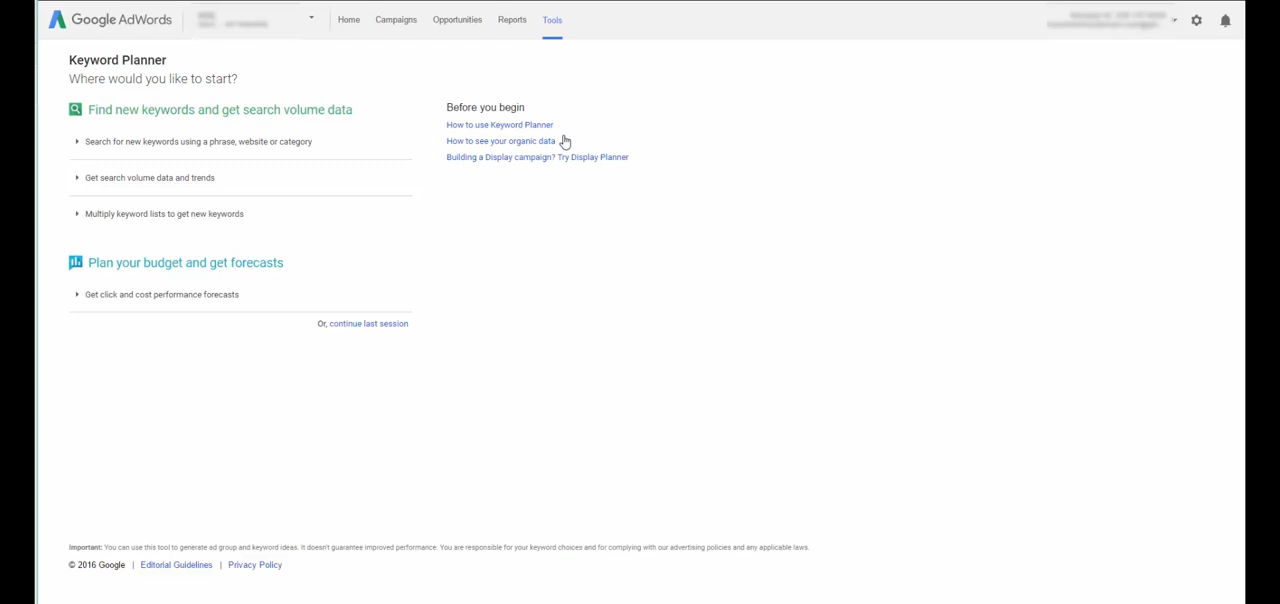 Google AdWords
Home Campaigns Opportunities Reports Tools
Keyword Planner
Where would you like to start?
Find new keywords and get search volume data
Search for new keywords using a phrase, website or category
Get search volume data and trends
Multiply keyword lists to get new keywords
Plan your budget and get forecasts
Get click and cost performance forecasts
Or, continue last session
Before you begin
How to use Keyword Planner
How to see your organic data
Building a Display campaign? Try Display Planner
Important: You can use this tool to generate ad group and keyword ideas. It doesn't guarantee improved performance. You are responsible for your keyword choices and for complying with our advertising policies and any applicable laws.
© 2016 Google | Editorial Guidelines | Privacy Policy